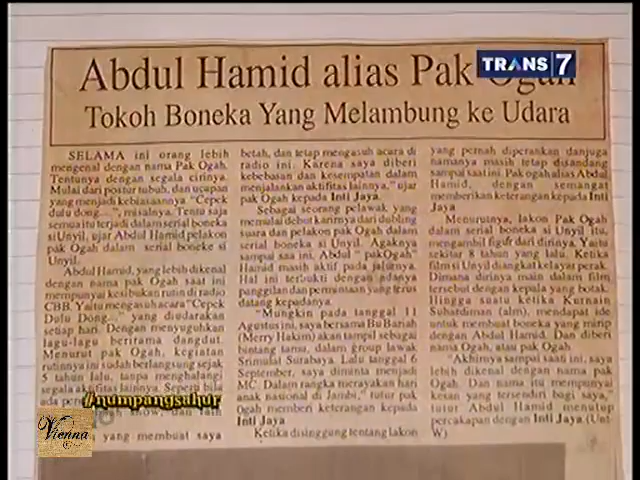 Abdul Hamid alias Pak Ogah
TRANS7
Tokoh Boneka Yang Melambung ke Udara
SELAMA ini orang lebih
mengenal dengan nama Pak Ogah.
Tentunya dengan segala cirinya.
Mulai dari postur tubuh, dan ucapan
yang menjadi kebiasaannya "Cepek
dulu dong...", misalnya. Tentu saja
semua itu terjadi dalam serial boneka
si Unyil, ujar Abdul Hamid pelakon
pak Ogah dalam serial boneka si
Unyil.
Abdul Hamid, yang lebih dikenal
dengan nama pak Ogah saat ini
mempunyai kesibukan rutin di radio
CBB. Yaitu mengasuh acara "Cepek
Dulu Dong..." yang diudarakan
setiap hari. Dengan menyuguhkan
lagu-lagu berirama dangdut.
Menurut pak Ogah, kegiatan
rutinnya ini sudah berlangsung sejak
5 tahun lalu, tanpa menghalangi
segala aktifitas lainnya. Seperti bila
ada
#numpangsahur
show, dan lain
yang membuat saya
Vienna
betah, dan tetap mengasuh acara di
radio ini. Karena saya diberi
kebebasan dan kesempatan dalam
menjalankan aktifitas lainnya," ujar
pak Ogah kepada Inti Jaya.
Sebagai seorang pelawak yang
memulai debut karirnya dari dubling
suara dan pelakon pak Ogah dalam
serial boneka si Unyil. Agaknya
sampai saat ini, Abdul "pak Ogah"
Hamid masih aktif pada jalurnya.
Hal ini terbukti dengan adanya
panggilan dan permintaan yang terus
datang kepadanya.
"Mungkin pada tanggal 11
Agustus ini, saya bersama Bu Bariah
(Merry Hakim) akan tampil sebagai
bintang tamu, dalam group lawak
Srimulat Surabaya. Lalu tanggal 6
September, saya diminta menjadi
MC. Dalam rangka merayakan hari
anak nasional di Jambi," tutur pak
Ogah memberi keterangan kepada
Inti Jaya
Ketika disinggung tentang lakon
yang pernah diperankan dan juga
namanya masih tetap disandang
sampai saat ini. Pak ogah alias Abdul
Hamid, dengan semangat
memberikan keterangan kepada Inti
Jaya
Menurutnya, lakon Pak Ogah
dalam serial boneka si Unyil itu,
mengambil figur dari dirinya. Yaitu
sekitar 8 tahun yang lalu. Ketika
film si Unyil diangkat ke layar perak.
Dimana dirinya main dalam film
tersebut dengan kepala yang botak.
Hingga suatu ketika Kurnain
Suhardiman (alm), mendapat ide
untuk membuat boneka yang mirip
dengan Abdul Hamid, dan diberi
nama Ogah, atau pak Ogah.
"Akhirnya sampai saat ini, saya
lebih dikenal dengan nama pak
Ogah. Dan nama itu mempunyai
kesan yang tersendiri bagi saya,"
tutur Abdul Hamid menutup
percakapan dengan Inti Jaya
W)